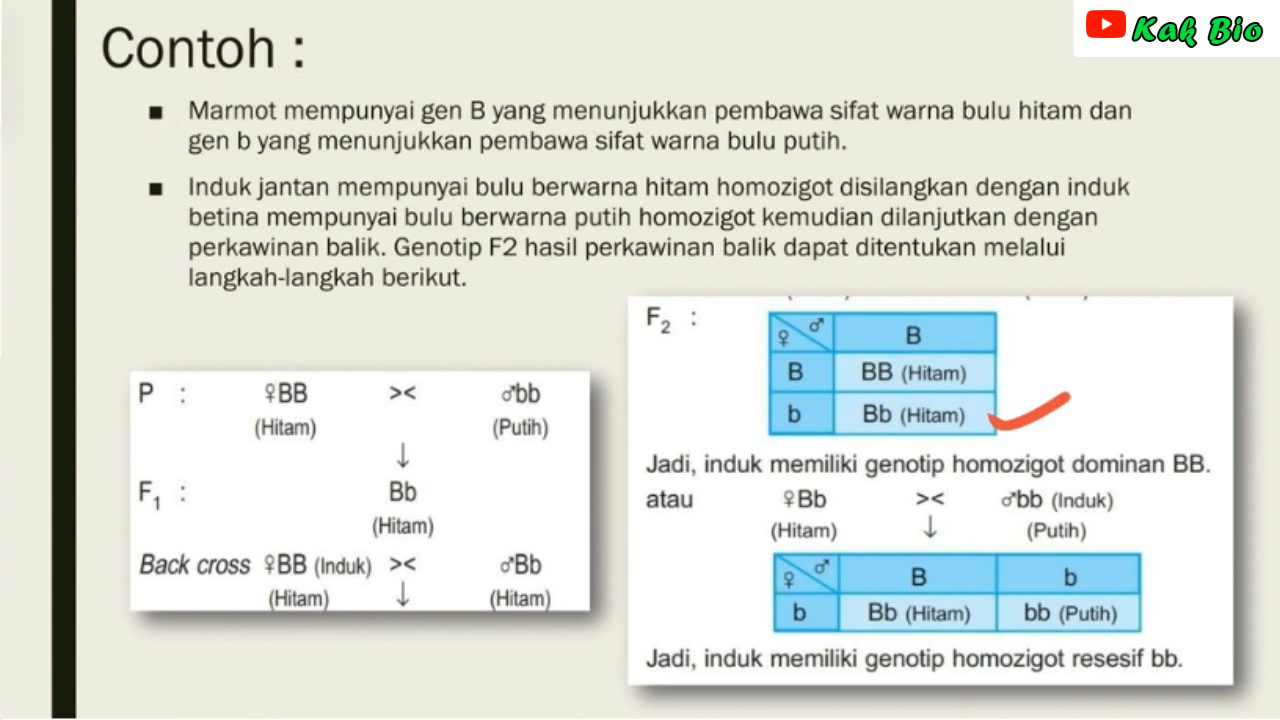 Kak Bio
Contoh :
▪ Marmot mempunyai gen B yang menunjukkan pembawa sifat warna bulu hitam dan
gen b yang menunjukkan pembawa sifat warna bulu putih.
▪ Induk jantan mempunyai bulu berwarna hitam homozigot disilangkan dengan induk
betina mempunyai bulu berwarna putih homozigot kemudian dilanjutkan dengan
perkawinan balik. Genotip F2 hasil perkawinan balik dapat ditentukan melalui
langkah-langkah berikut.
P : ♀BB >< ♂bb
(Hitam) (Putih)
↓
F₁ : Bb
(Hitam)
Back cross ♀BB (Induk) >< ♂Bb
(Hitam) ↓ (Hitam)
F₂ :
♀ ♂ B
B BB (Hitam)
b Bb (Hitam)
Jadi, induk memiliki genotip homozigot dominan BB.
atau ♀Bb >< ♂bb (Induk)
(Hitam) ↓ (Putih)
♀ ♂ B b
b Bb (Hitam) bb (Putih)
Jadi, induk memiliki genotip homozigot resesif bb.